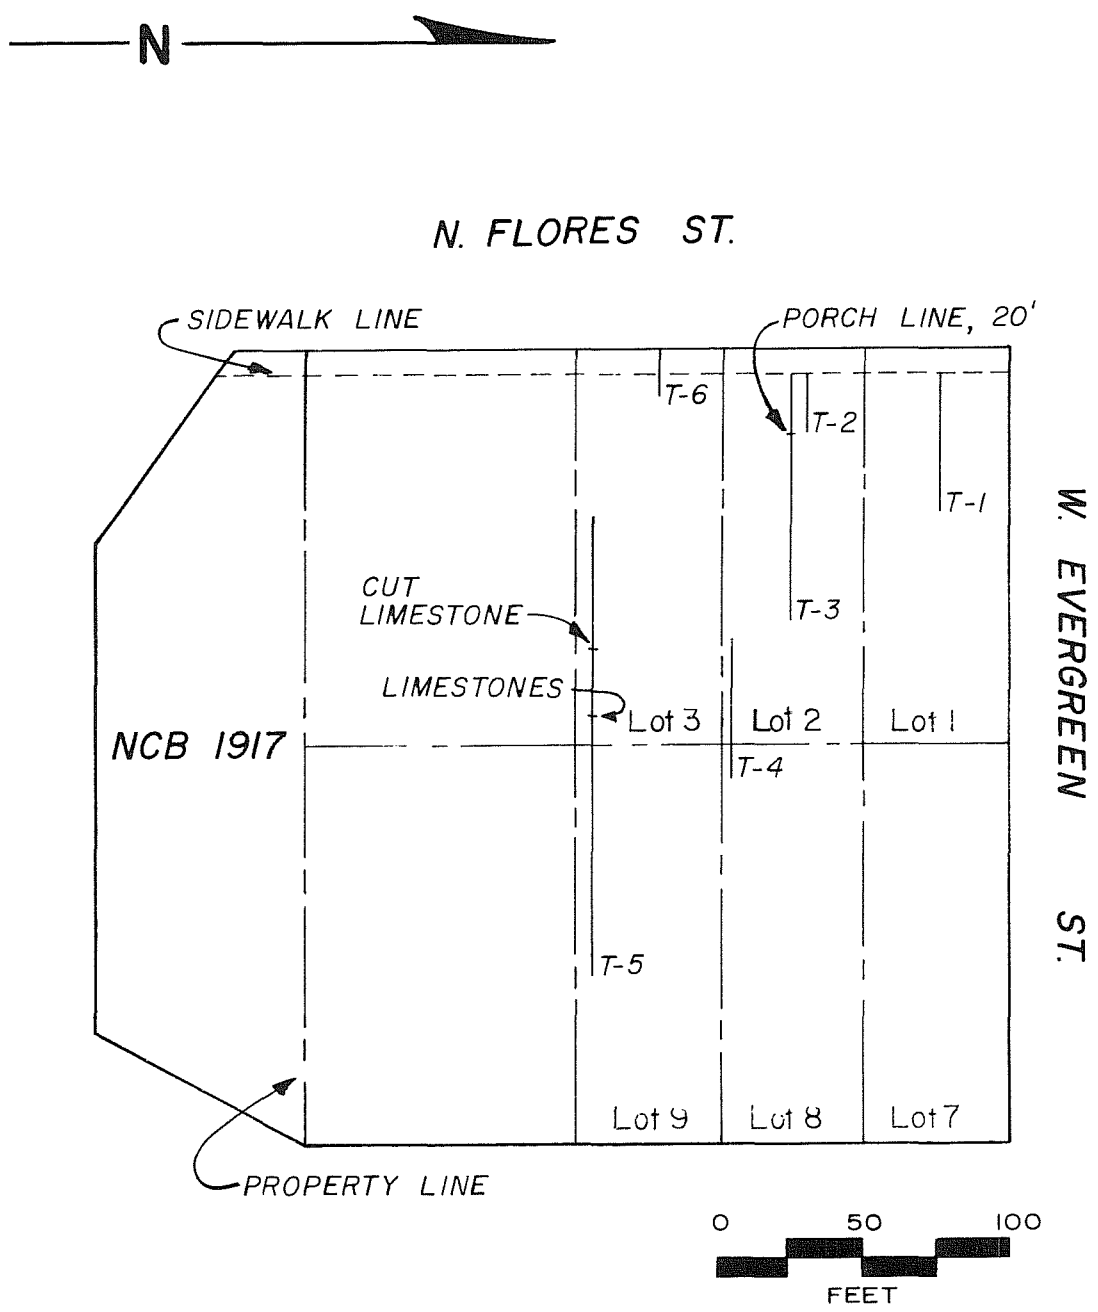 N
N. FLORES ST.
SIDEWALK LINE
PORCH LINE, 20'
T-6
T-2
T-1
W. EVERGREEN ST.
CUT
LIMESTONE
T-3
LIMESTONES
Lot 3
Lot 2
Lot 1
NCB 1917
T-4
T-5
Lot 9
Lot 8
Lot 7
PROPERTY LINE
0 50 100
FEET